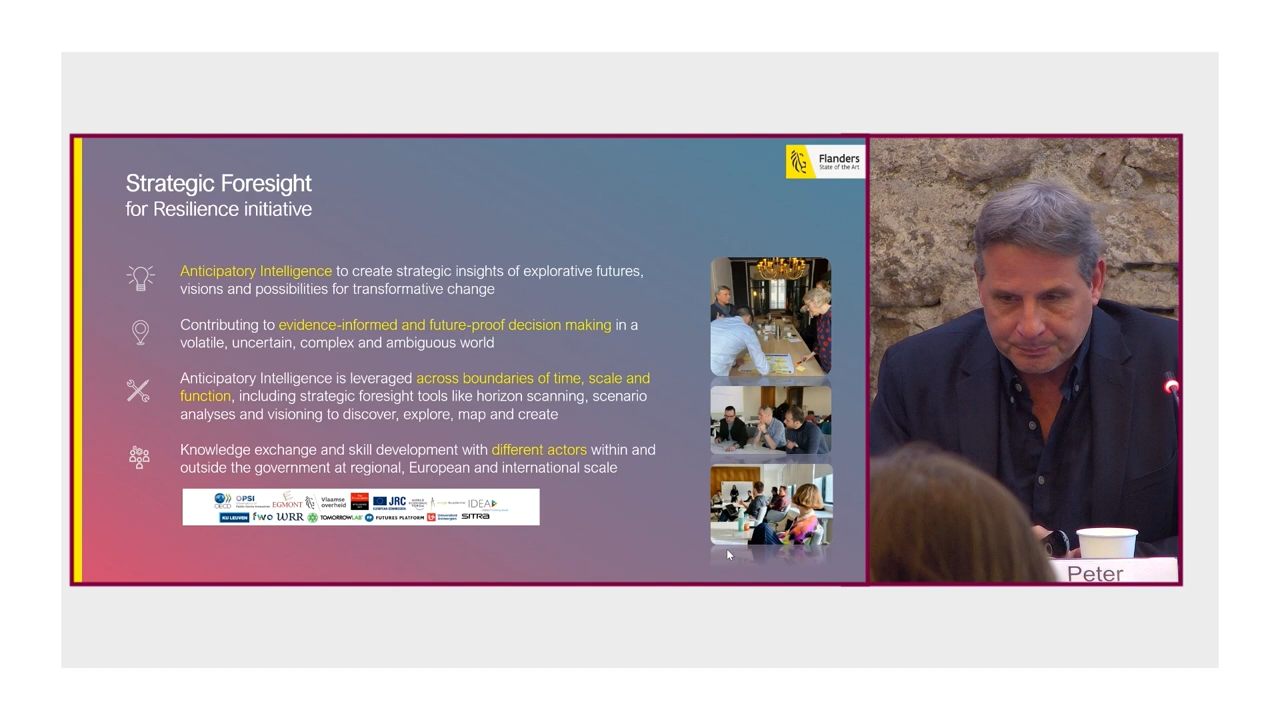 Flanders
State of the Art
Strategic Foresight
for Resilience initiative
Anticipatory Intelligence to create strategic insights of explorative futures,
visions and possibilities for transformative change
Contributing to evidence-informed and future-proof decision making in a
volatile, uncertain, complex and ambiguous world
Anticipatory Intelligence is leveraged across boundaries of time, scale and
function, including strategic foresight tools like horizon scanning, scenario
analyses and visioning to discover, explore, map and create
Knowledge exchange and skill development with different actors within and
outside the government at regional, European and international scale
OECD OPSI EGMONT Vlaamse overheid JRC EUROPEAN COMMISSION IDEA
KU LEUVEN fwo WRR TOMORROWLAB FUTURES PLATFORM Universiteit Antwerpen SITRA
Peter